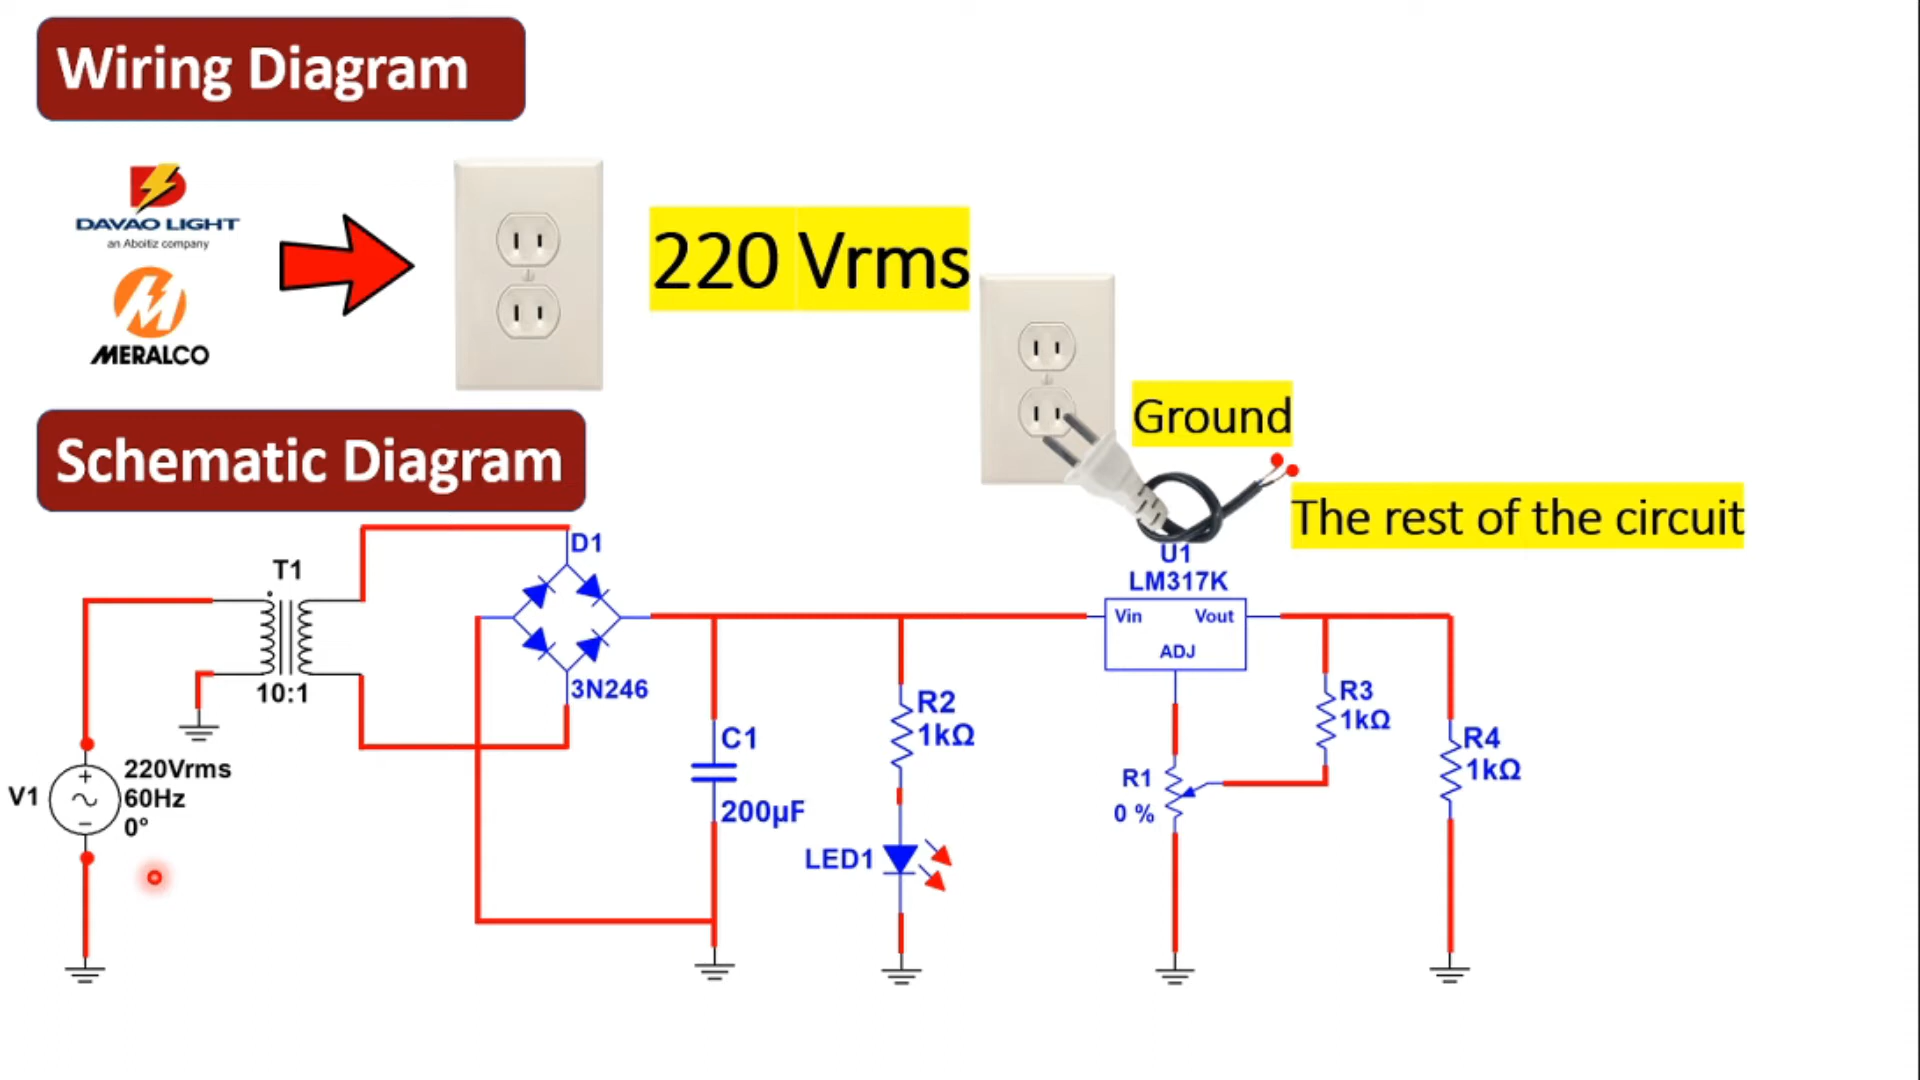 Wiring Diagram
DAVAO LIGHT
an Aboitiz company
MERALCO
220 Vrms
Ground
The rest of the circuit
Schematic Diagram
D1
T1
10:1
3N246
V1
+
~
−
220Vrms
60Hz
0°
C1
200µF
R2
1kΩ
LED1
U1
LM317K
Vin
Vout
ADJ
R1
0 %
R3
1kΩ
R4
1kΩ